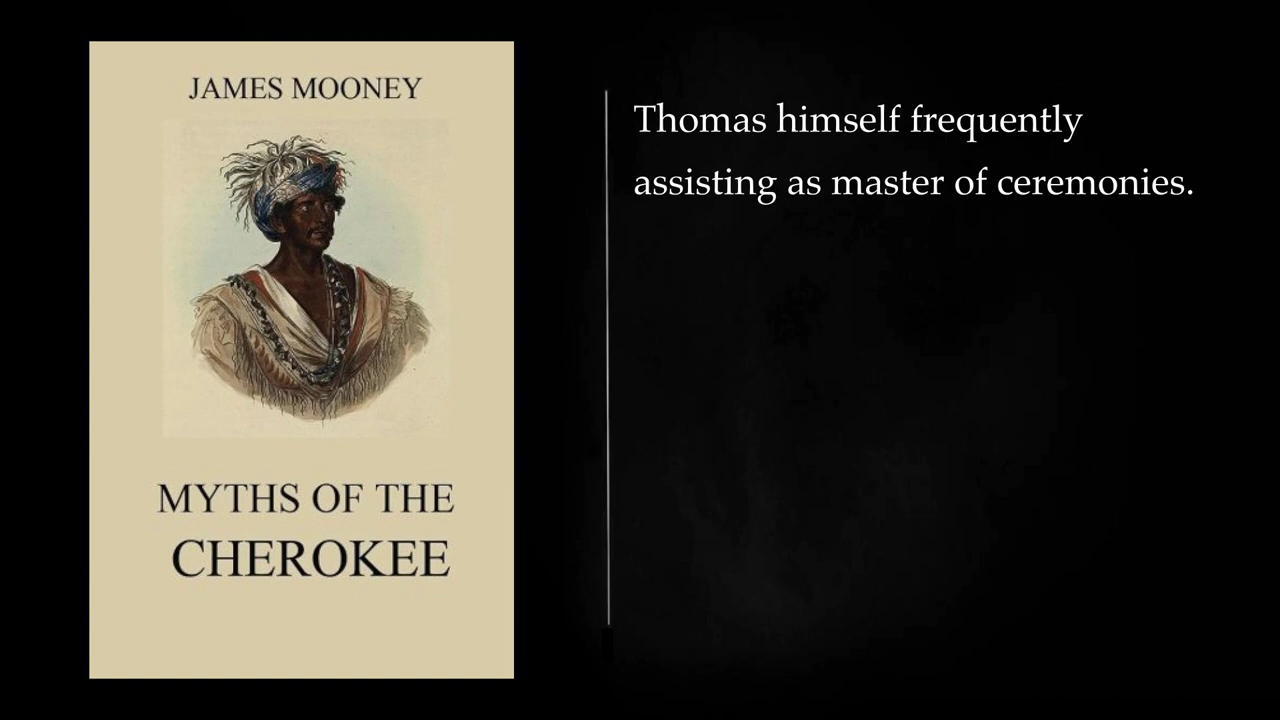 JAMES MOONEY
MYTHS OF THE
CHEROKEE
Thomas himself frequently
assisting as master of ceremonies.